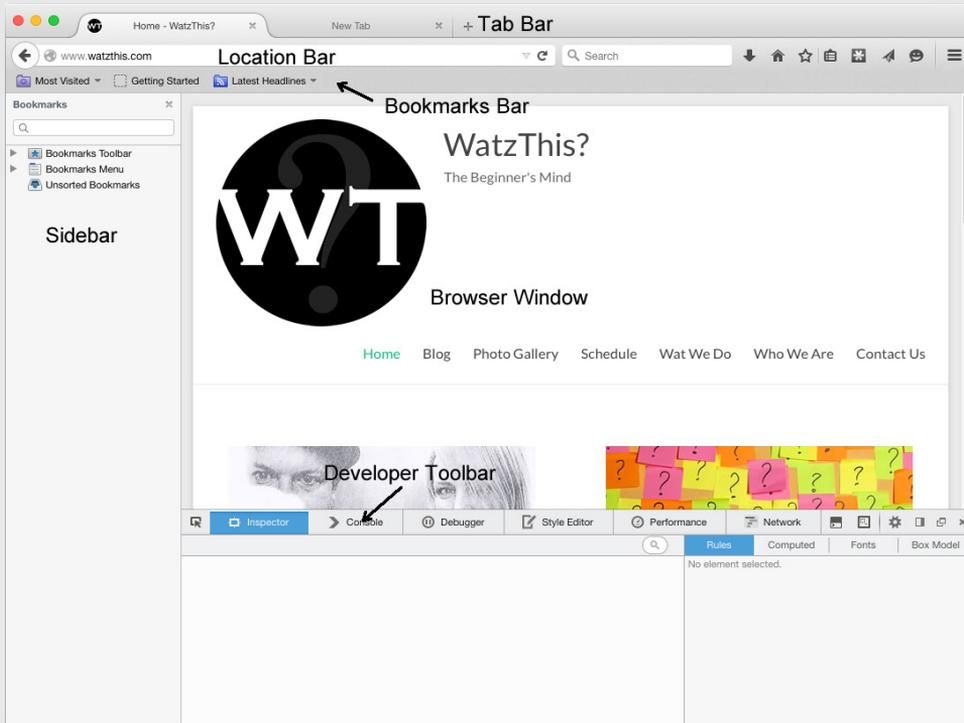 WT Home - WatzThis?
New Tab
Tab Bar
www.watzthis.com
Location Bar
Search
Most Visited
Getting Started
Latest Headlines
Bookmarks Bar
Bookmarks
Bookmarks Toolbar
Bookmarks Menu
Unsorted Bookmarks
Sidebar
WT
?
WatzThis?
The Beginner's Mind
Browser Window
Home Blog Photo Gallery Schedule Wat We Do Who We Are Contact Us
Developer Toolbar
? ? ? ? ? ? ? ?
Inspector Console Debugger Style Editor Performance Network
Rules Computed Fonts Box Model
No element selected.